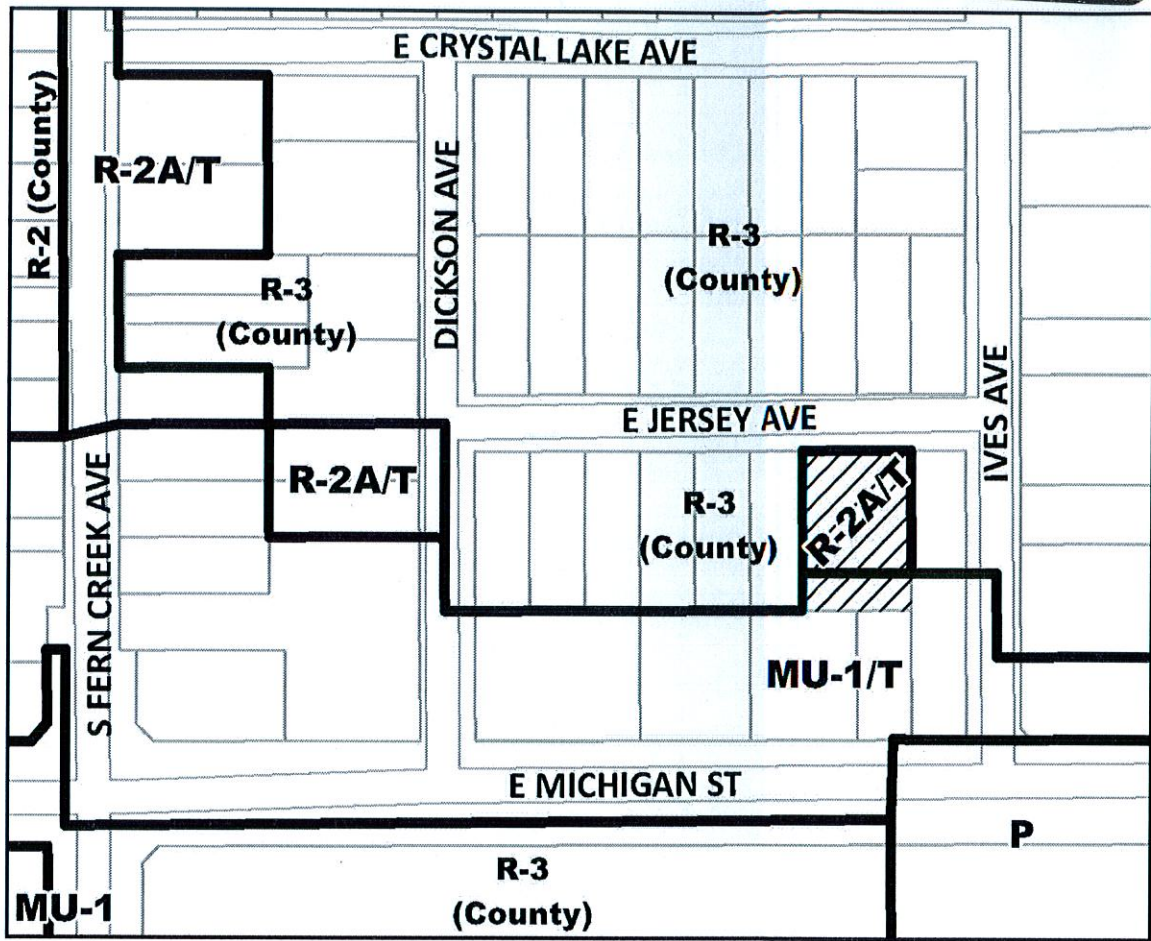 E CRYSTAL LAKE AVE
R-2 (County)
R-2A/T
DICKSON AVE
R-3
(County)
R-3
(County)
IVES AVE
E JERSEY AVE
S FERN CREEK AVE
R-2A/T
R-3
(County)
R-2A/T
MU-1/T
E MICHIGAN ST
P
MU-1
R-3
(County)